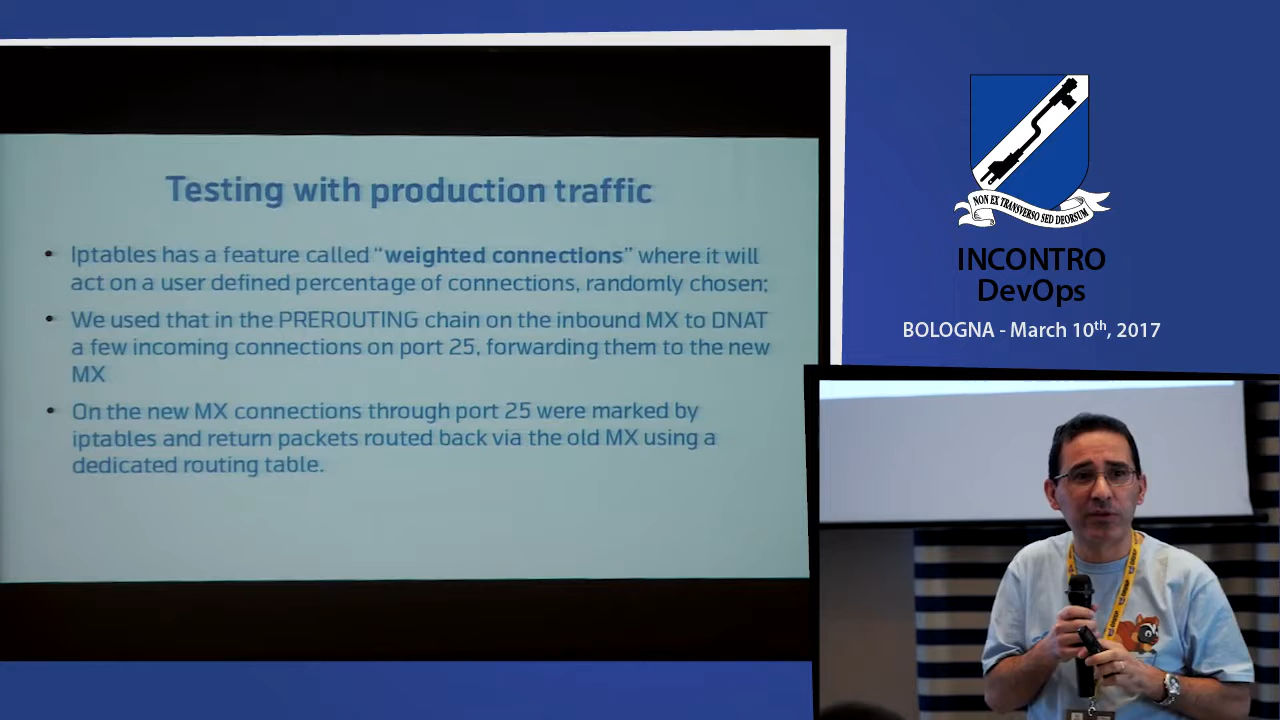 Testing with production traffic
• Iptables has a feature called “weighted connections” where it will
act on a user defined percentage of connections, randomly chosen;
• We used that in the PREROUTING chain on the inbound MX to DNAT
a few incoming connections on port 25, forwarding them to the new
MX
• On the new MX connections through port 25 were marked by
iptables and return packets routed back via the old MX using a
dedicated routing table.
NON EX TRANSVERSO SED DEORSUM
INCONTRO
DevOps
BOLOGNA - March 10th, 2017